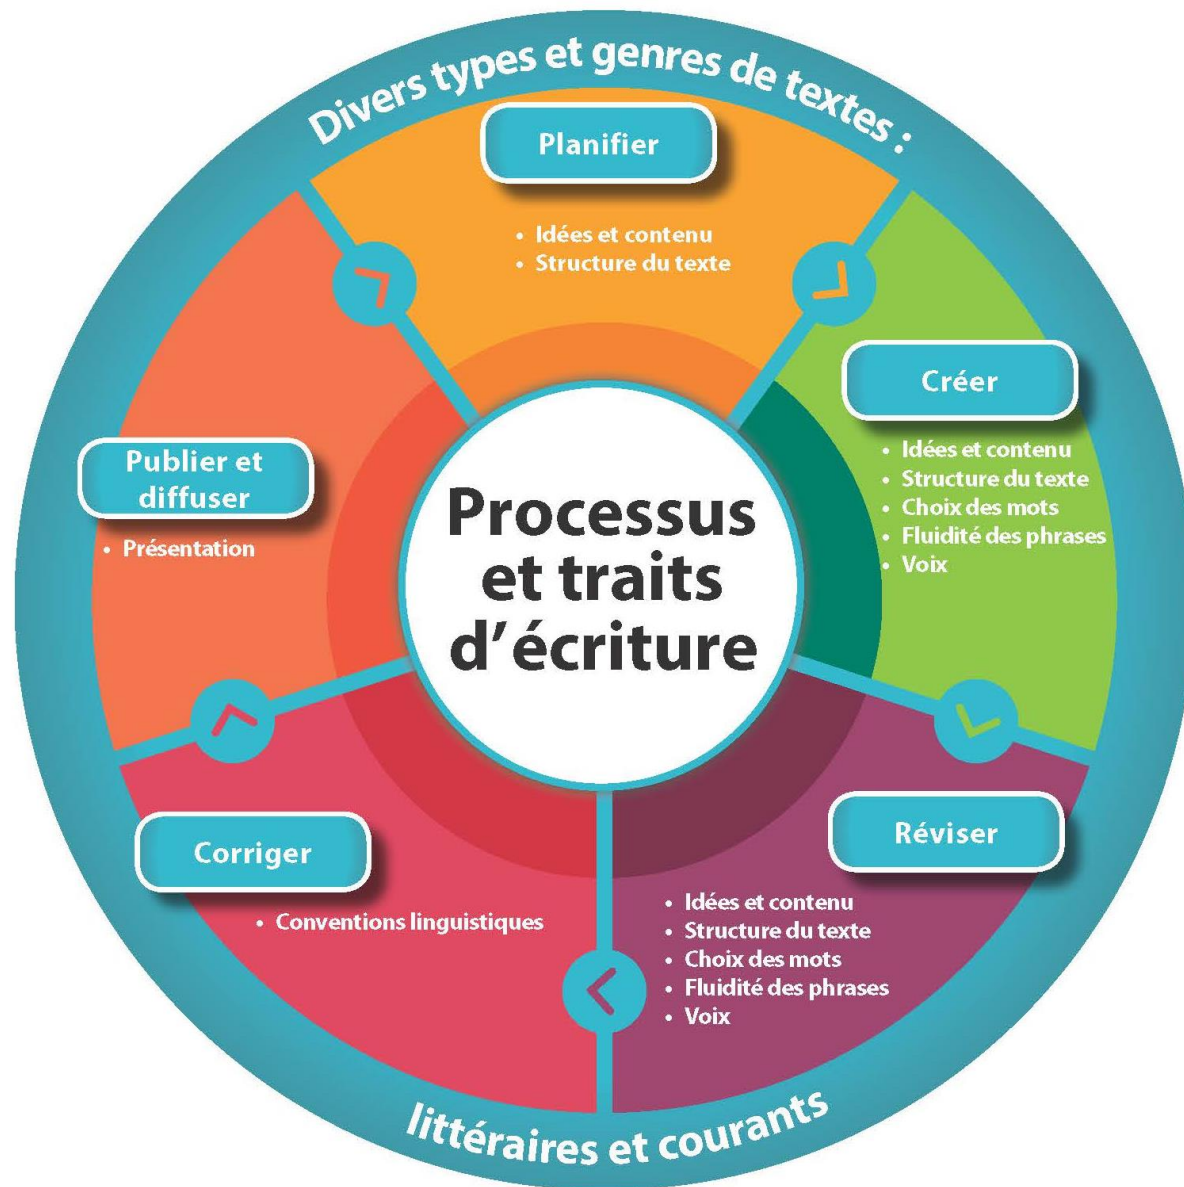 Divers types et genres de textes :
Planifier
• Idées et contenu
• Structure du texte
Créer
• Idées et contenu
• Structure du texte
• Choix des mots
• Fluidité des phrases
• Voix
Réviser
• Idées et contenu
• Structure du texte
• Choix des mots
• Fluidité des phrases
• Voix
Corriger
• Conventions linguistiques
Publier et
diffuser
• Présentation
Processus
et traits
d'écriture
littéraires et courants